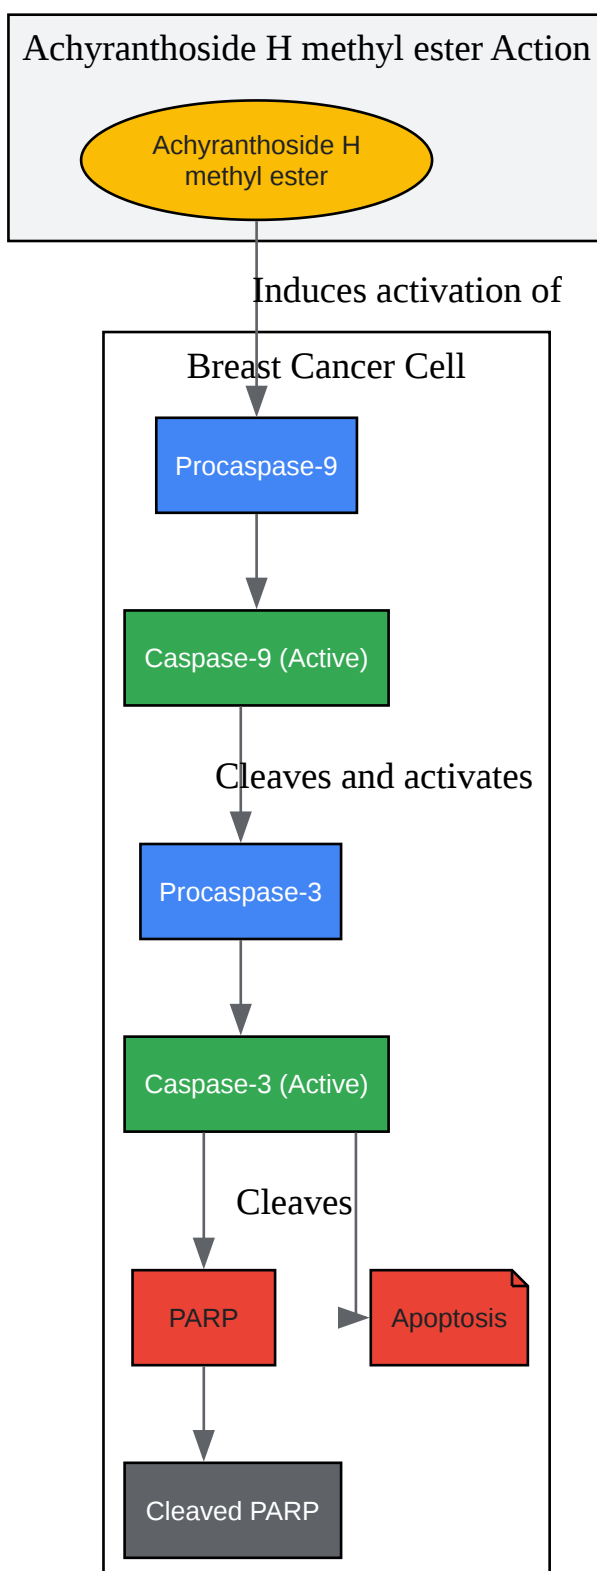 Achyranthoside H methyl ester Action
Achyranthoside H
methyl ester
Induces activation of
Breast Cancer Cell
Procaspase-9
Caspase-9 (Active)
Cleaves and activates
Procaspase-3
Caspase-3 (Active)
Cleaves
PARP
Apoptosis
Cleaved PARP